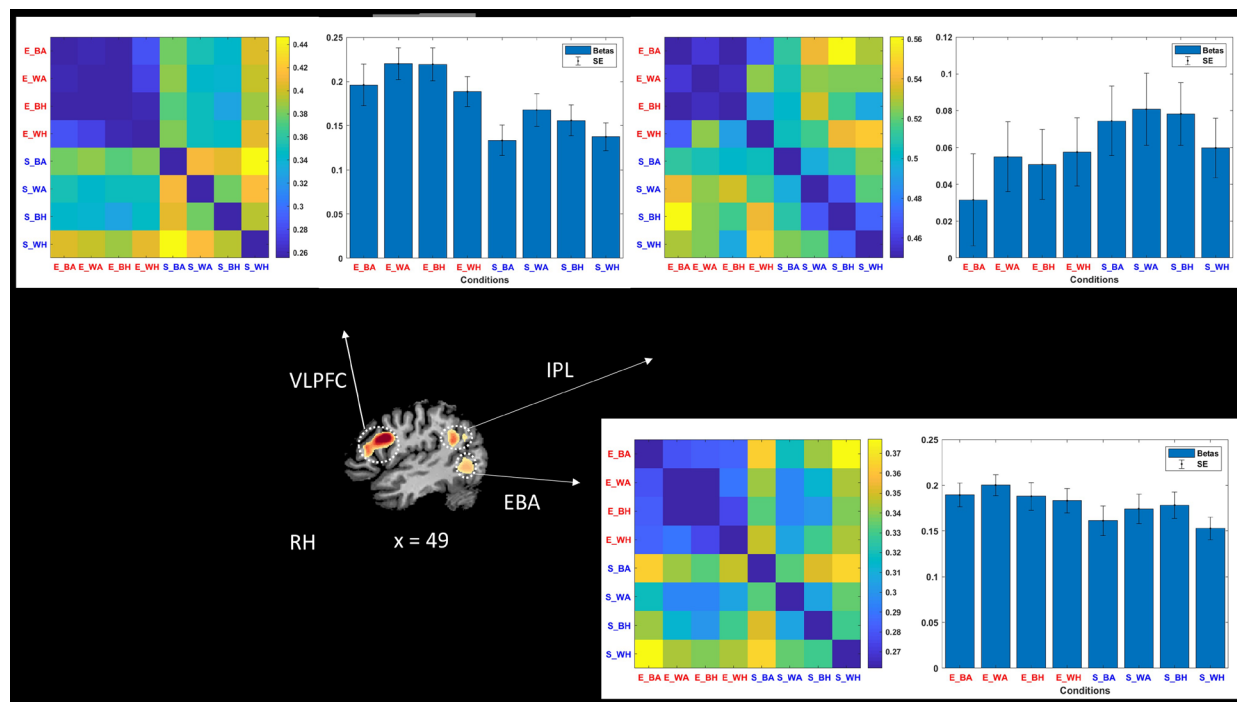 E_BA
E_WA
E_BH
E_WH
S_BA
S_WA
S_BH
S_WH
E_BA E_WA E_BH E_WH S_BA S_WA S_BH S_WH
0.44
0.42
0.4
0.38
0.36
0.34
0.32
0.3
0.28
0.26
0.25
0.2
0.15
0.1
0.05
0
Betas
SE
E_BA E_WA E_BH E_WH S_BA S_WA S_BH S_WH
Conditions
E_BA
E_WA
E_BH
E_WH
S_BA
S_WA
S_BH
S_WH
E_BA E_WA E_BH E_WH S_BA S_WA S_BH S_WH
0.56
0.54
0.52
0.5
0.48
0.46
0.12
0.1
0.08
0.06
0.04
0.02
0
Betas
SE
E_BA E_WA E_BH E_WH S_BA S_WA S_BH S_WH
Conditions
VLPFC
IPL
EBA
RH x = 49
E_BA
E_WA
E_BH
E_WH
S_BA
S_WA
S_BH
S_WH
E_BA E_WA E_BH E_WH S_BA S_WA S_BH S_WH
0.37
0.36
0.35
0.34
0.33
0.32
0.31
0.3
0.29
0.28
0.27
0.25
0.2
0.15
0.1
0.05
0
Betas
SE
E_BA E_WA E_BH E_WH S_BA S_WA S_BH S_WH
Conditions